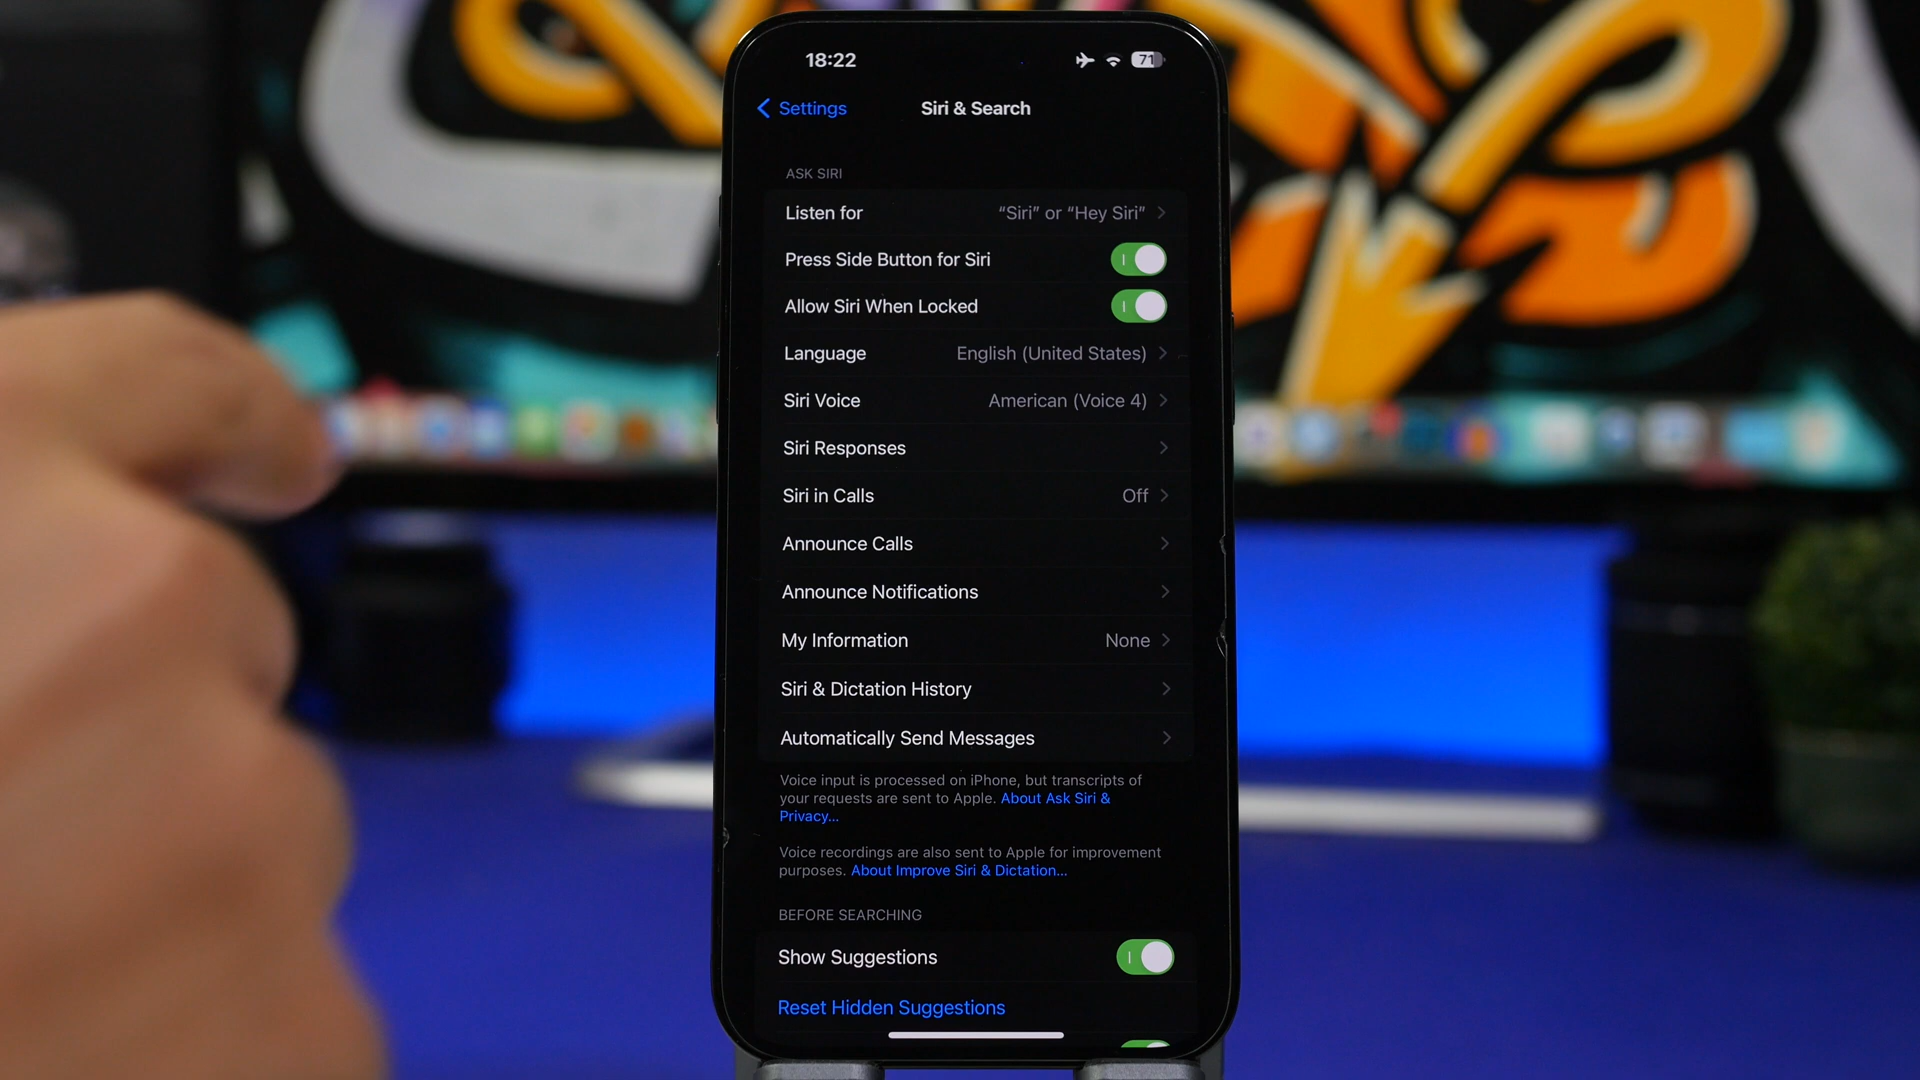 18:22
71
Settings
Siri & Search
ASK SIRI
Listen for “Siri” or “Hey Siri”
Press Side Button for Siri
Allow Siri When Locked
Language English (United States)
Siri Voice American (Voice 4)
Siri Responses
Siri in Calls Off
Announce Calls
Announce Notifications
My Information None
Siri & Dictation History
Automatically Send Messages
Voice input is processed on iPhone, but transcripts of
your requests are sent to Apple. About Ask Siri &
Privacy...
Voice recordings are also sent to Apple for improvement
purposes. About Improve Siri & Dictation...
BEFORE SEARCHING
Show Suggestions
Reset Hidden Suggestions